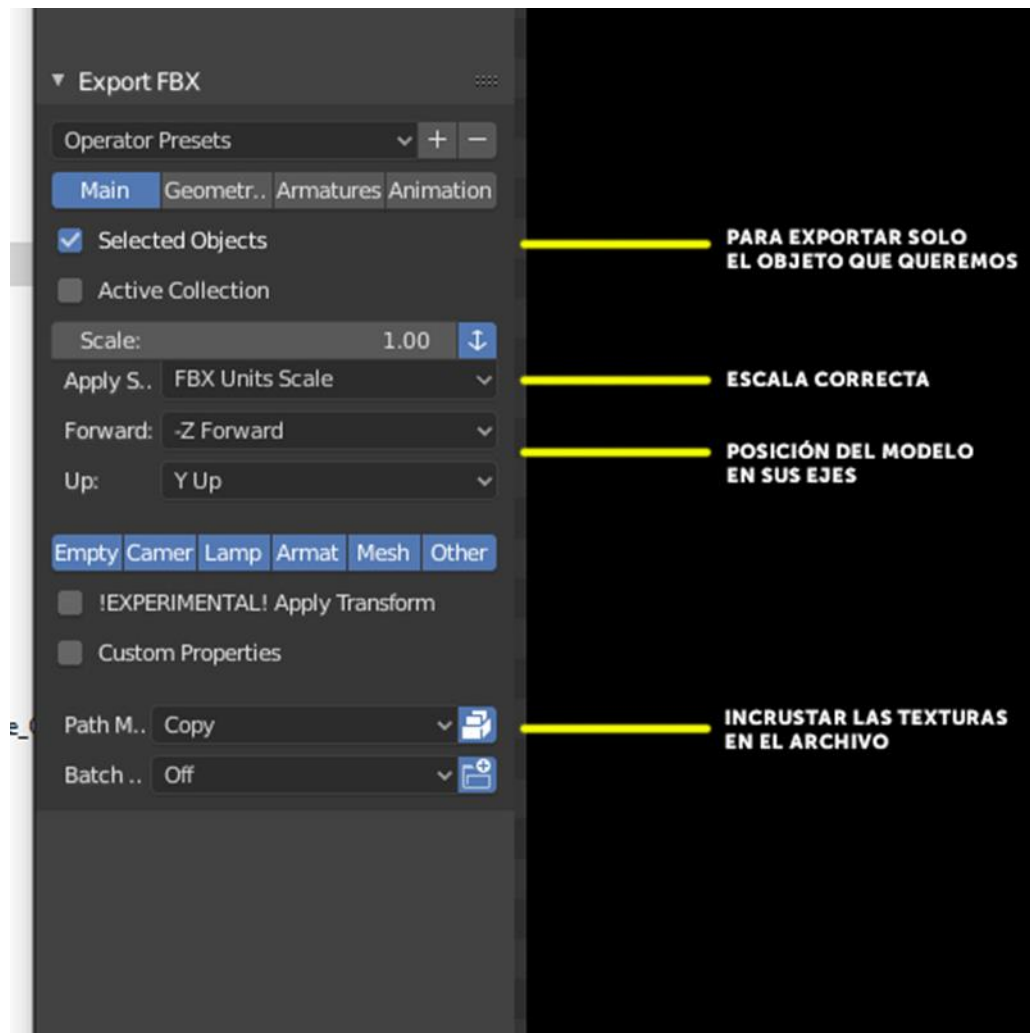 Export FBX
Operator Presets
Main Geometr.. Armatures Animation
Selected Objects
PARA EXPORTAR SOLO
EL OBJETO QUE QUEREMOS
Active Collection
Scale: 1.00
Apply S.. FBX Units Scale
ESCALA CORRECTA
Forward: -Z Forward
POSICIÓN DEL MODELO
EN SUS EJES
Up: Y Up
Empty Camer Lamp Armat Mesh Other
!EXPERIMENTAL! Apply Transform
Custom Properties
Path M.. Copy
INCRUSTAR LAS TEXTURAS
EN EL ARCHIVO
Batch .. Off